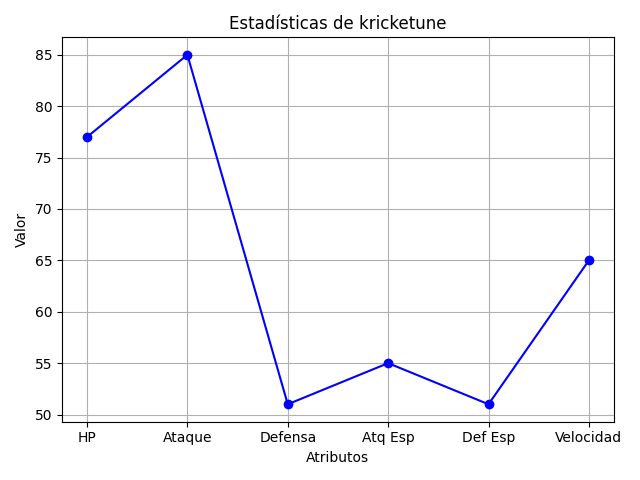 Estadísticas de kricketune
Valor
85
80
75
70
65
60
55
50
HP
Ataque
Defensa
Atq Esp
Def Esp
Velocidad
Atributos